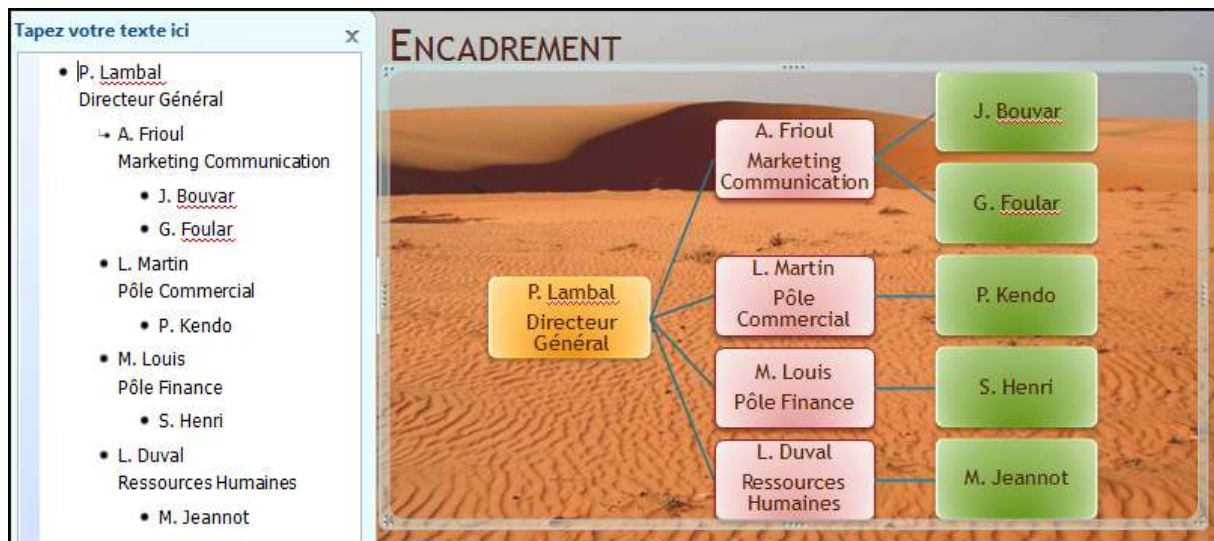 Tapez votre texte ici
x
P. Lambal
Directeur Général
A. Frioul
Marketing Communication
J. Bouvar
G. Foular
L. Martin
Pôle Commercial
P. Kendo
M. Louis
Pôle Finance
S. Henri
L. Duval
Ressources Humaines
M. Jeannot
ENCADREMENT
P. Lambal
Directeur
Général
A. Frioul
Marketing
Communication
J. Bouvar
G. Foular
L. Martin
Pôle
Commercial
P. Kendo
M. Louis
Pôle Finance
S. Henri
L. Duval
Ressources
Humaines
M. Jeannot